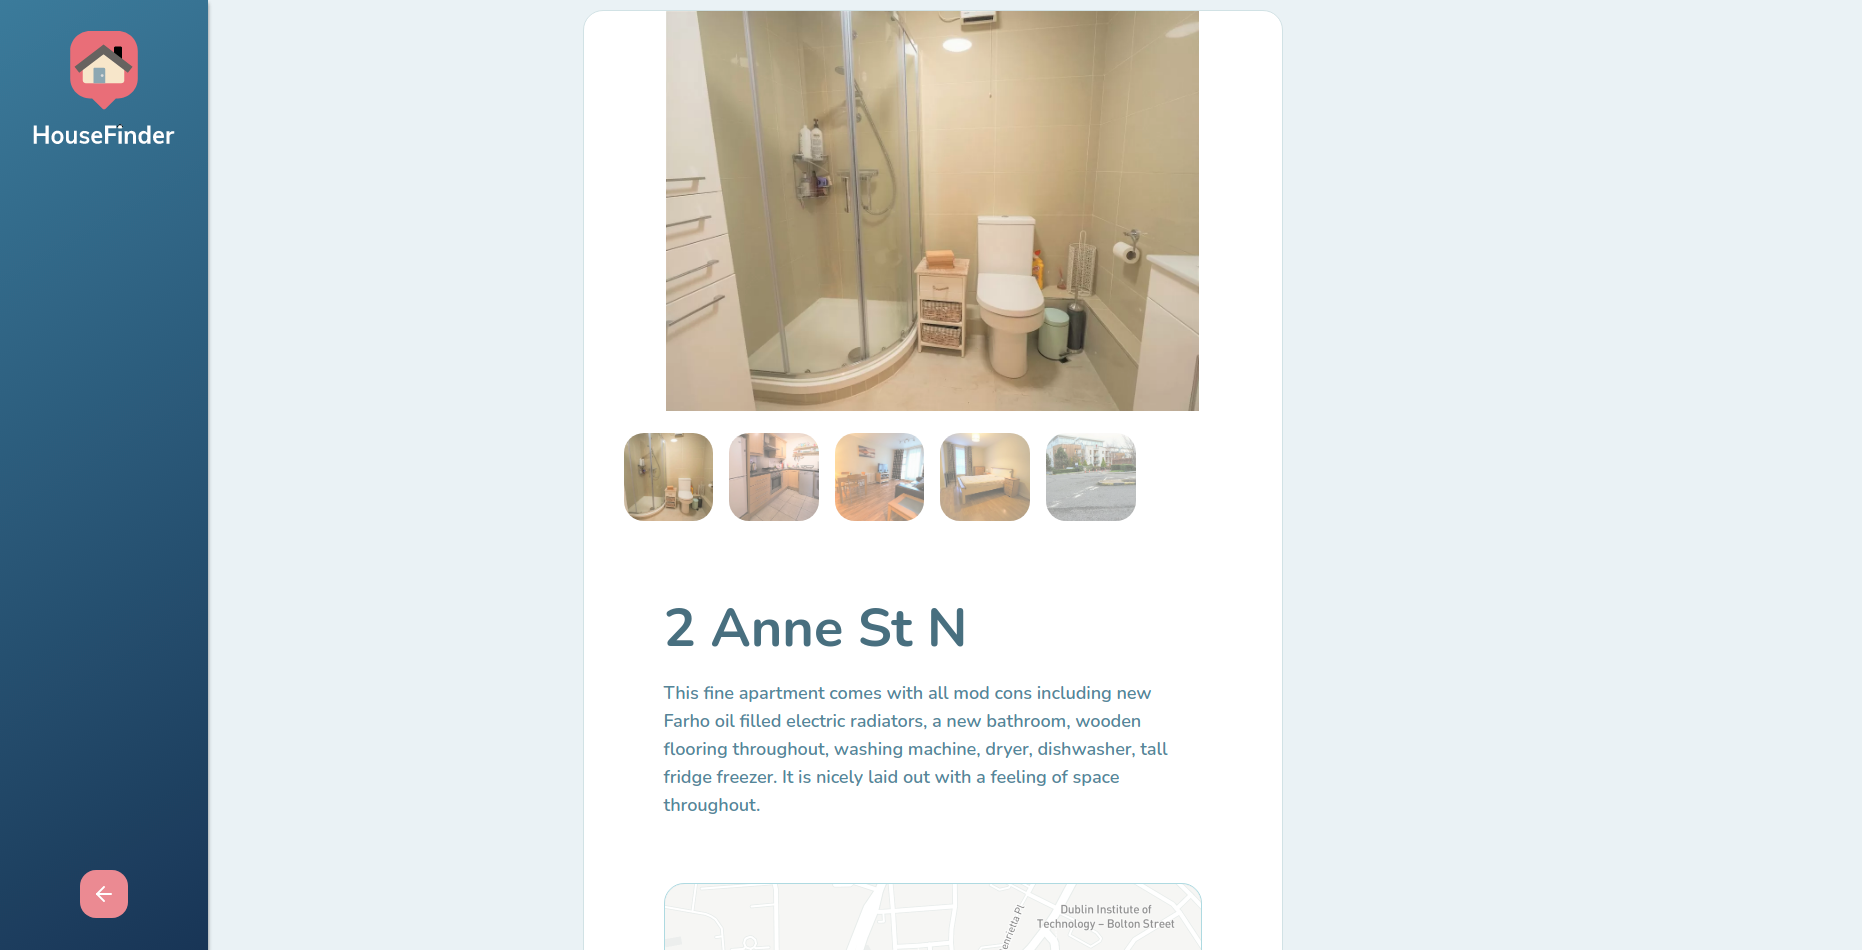 HouseFinder
2 Anne St N
This fine apartment comes with all mod cons including new
Farho oil filled electric radiators, a new bathroom, wooden
flooring throughout, washing machine, dryer, dishwasher, tall
fridge freezer. It is nicely laid out with a feeling of space
throughout.
Dublin Institute of
Technology – Bolton Street